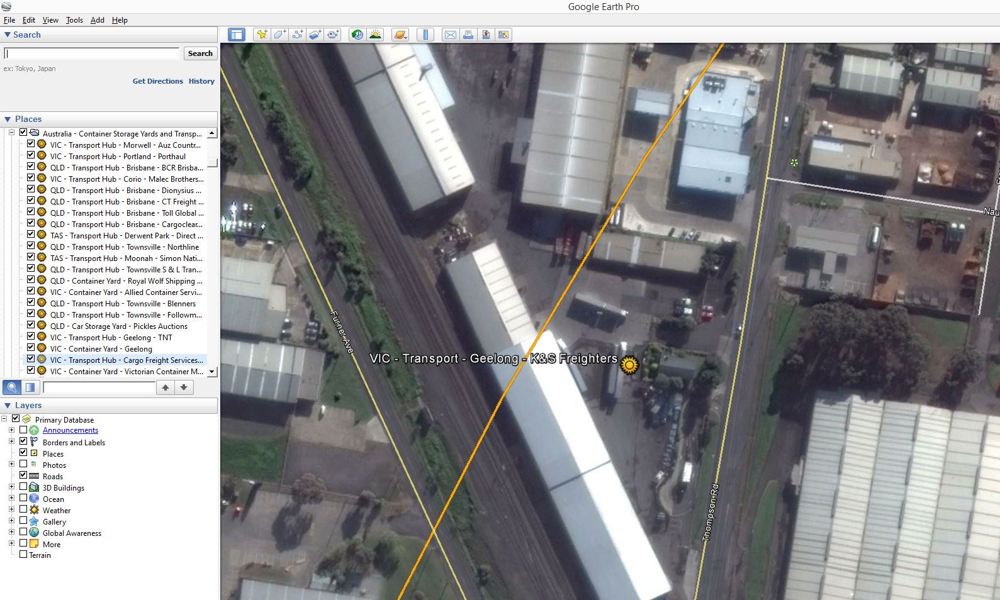 Google Earth Pro
File Edit View Tools Add Help
Search
Search
ex: Tokyo, Japan
Get Directions History
Places
Australia - Container Storage Yards and Transp...
VIC - Transport Hub - Morwell - Auz Countr...
VIC - Transport Hub - Portland - Porthaul
QLD - Transport Hub - Brisbane - BCR Brisba...
VIC - Transport Hub - Corio - Malec Brothers...
QLD - Transport Hub - Brisbane - Dionysius ...
QLD - Transport Hub - Brisbane - CT Freight ...
QLD - Transport Hub - Brisbane - Toll Global ...
QLD - Transport Hub - Brisbane - Cargoclear...
TAS - Transport Hub - Derwent Park - Direct ...
QLD - Transport Hub - Townsville - Northline
TAS - Transport Hub - Moonah - Simon Nati...
QLD - Transport Hub - Townsville S & L Tran...
QLD - Container Yard - Royal Wolf Shipping ...
VIC - Container Yard - Allied Container Servi...
QLD - Transport Hub - Townsville - Blenners
QLD - Transport Hub - Townsville - Followm...
QLD - Car Storage Yard - Pickles Auctions
VIC - Transport Hub - Geelong - TNT
VIC - Container Yard - Geelong
VIC - Transport Hub - Cargo Freight Services...
VIC - Container Yard - Victorian Container M...
Layers
Primary Database
Announcements
Borders and Labels
Places
Photos
Roads
3D Buildings
Ocean
Weather
Gallery
Global Awareness
More
Terrain
Nau
Furner Ave
VIC - Transport - Geelong - K&S Freighters
Thompson Rd